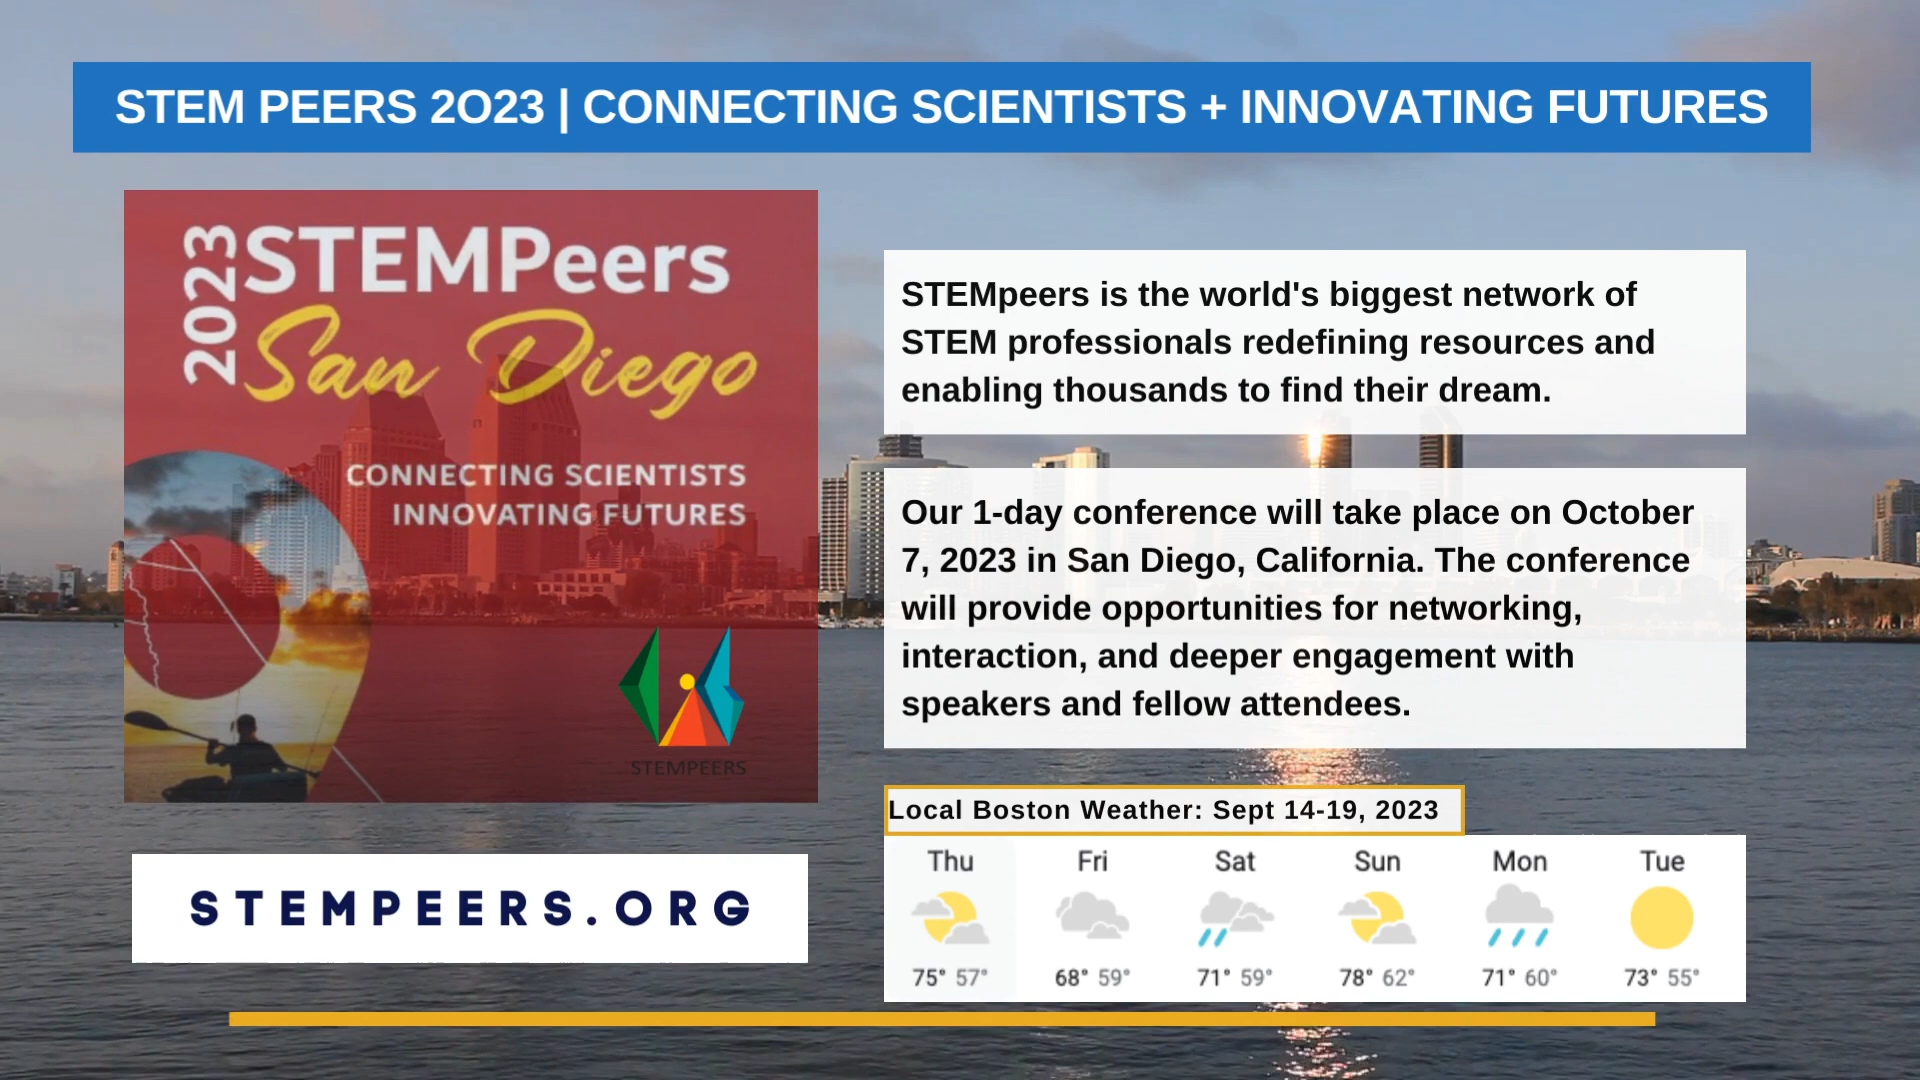 STEM PEERS 2O23 | CONNECTING SCIENTISTS + INNOVATING FUTURES
2023
STEMPeers
San Diego
CONNECTING SCIENTISTS
INNOVATING FUTURES
STEMPEERS
STEMPEERS.ORG
STEMpeers is the world's biggest network of
STEM professionals redefining resources and
enabling thousands to find their dream.
Our 1-day conference will take place on October
7, 2023 in San Diego, California. The conference
will provide opportunities for networking,
interaction, and deeper engagement with
speakers and fellow attendees.
Local Boston Weather: Sept 14-19, 2023
Thu Fri Sat Sun Mon Tue
75° 57° 68° 59° 71° 59° 78° 62° 71° 60° 73° 55°